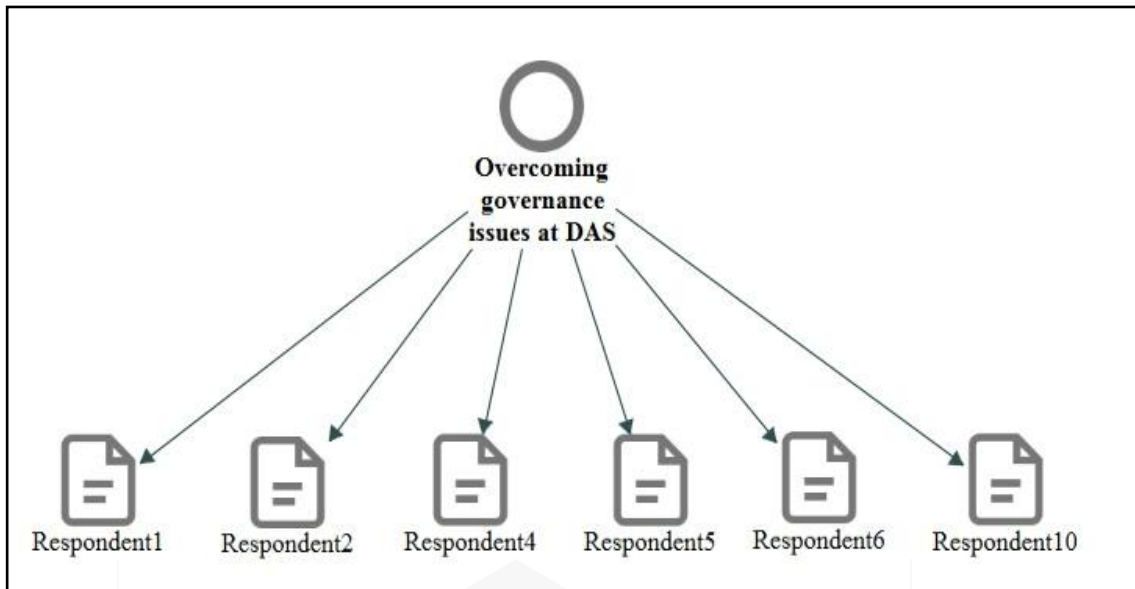 Overcoming
governance
issues at DAS
Respondent1
Respondent2
Respondent4
Respondent5
Respondent6
Respondent10